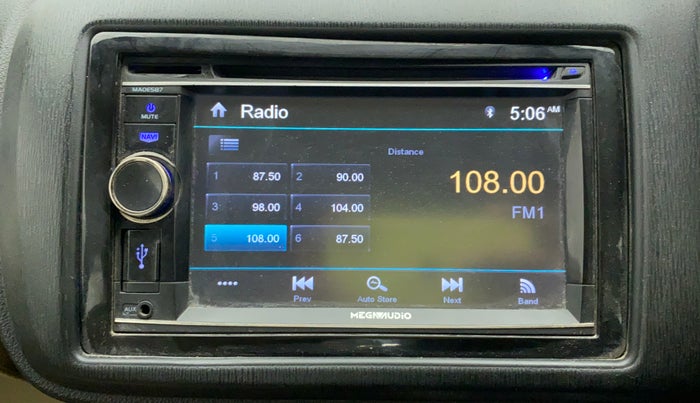 MA0E587
MUTE
NAVI
Radio
5:06 AM
Distance
1 87.50 2 90.00
3 98.00 4 104.00
5 108.00 6 87.50
108.00
FM1
Prev Auto Store Next Band
AUX
MEGAAUDIO